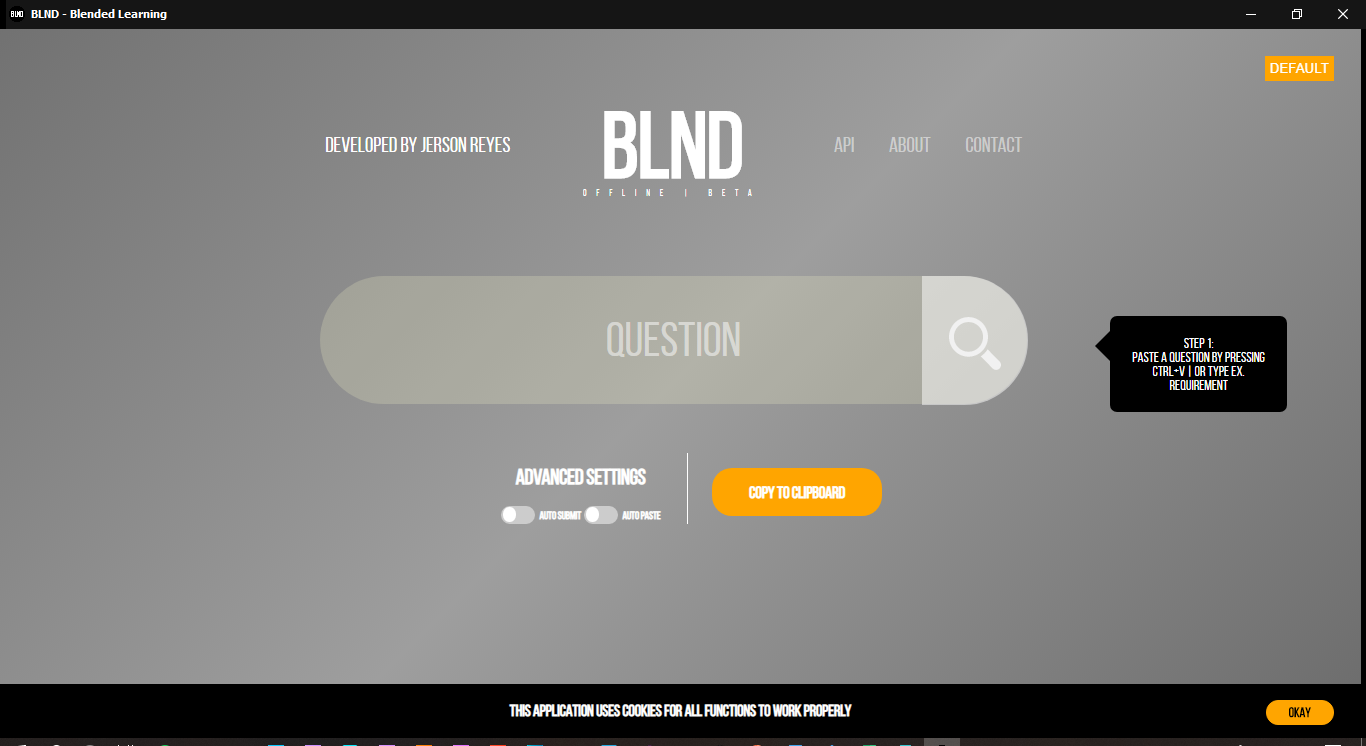 BLND
BLND - Blended Learning
DEFAULT
DEVELOPED BY JERSON REYES
BLND
OFFLINE | BETA
API
ABOUT
CONTACT
QUESTION
STEP 1:
PASTE A QUESTION BY PRESSING
CTRL+V | OR TYPE EX.
REQUIREMENT
ADVANCED SETTINGS
AUTO SUBMIT
AUTO PASTE
COPY TO CLIPBOARD
THIS APPLICATION USES COOKIES FOR ALL FUNCTIONS TO WORK PROPERLY
OKAY